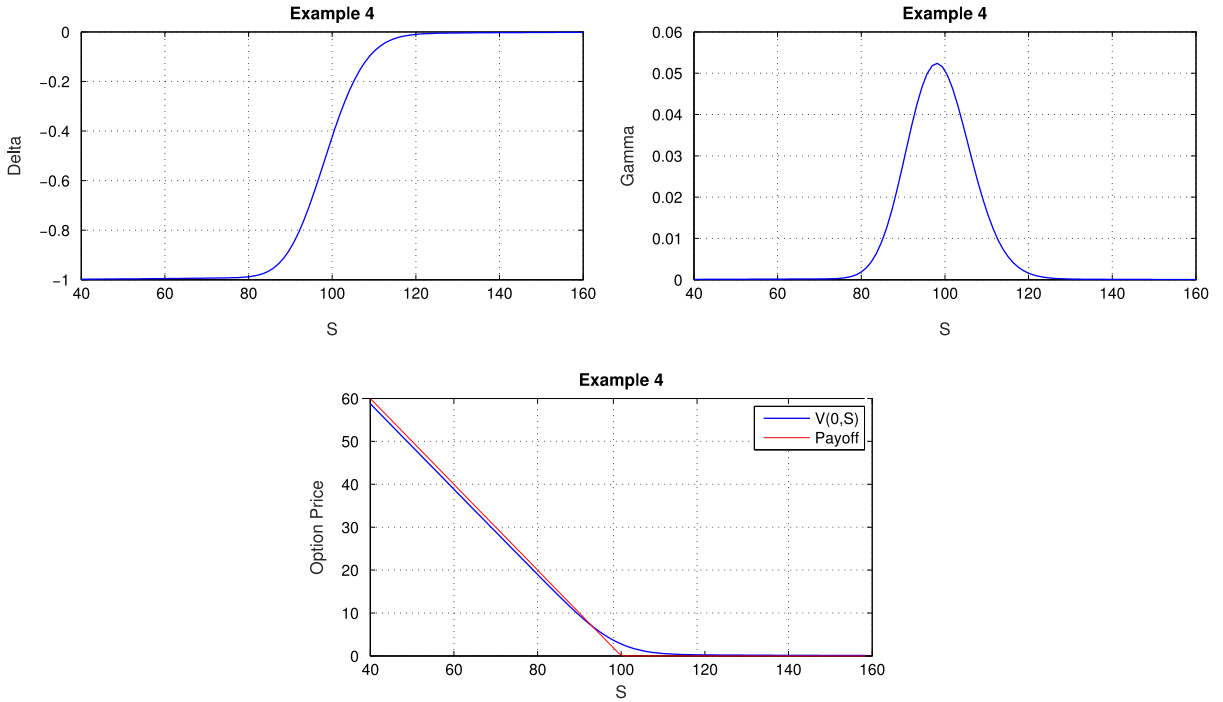 Example 4
0
−0.2
−0.4
−0.6
−0.8
−1
Delta
40 60 80 100 120 140 160
S
Example 4
0.06
0.05
0.04
0.03
0.02
0.01
0
Gamma
40 60 80 100 120 140 160
S
Example 4
60
50
40
30
20
10
0
Option Price
V(0,S)
Payoff
40 60 80 100 120 140 160
S